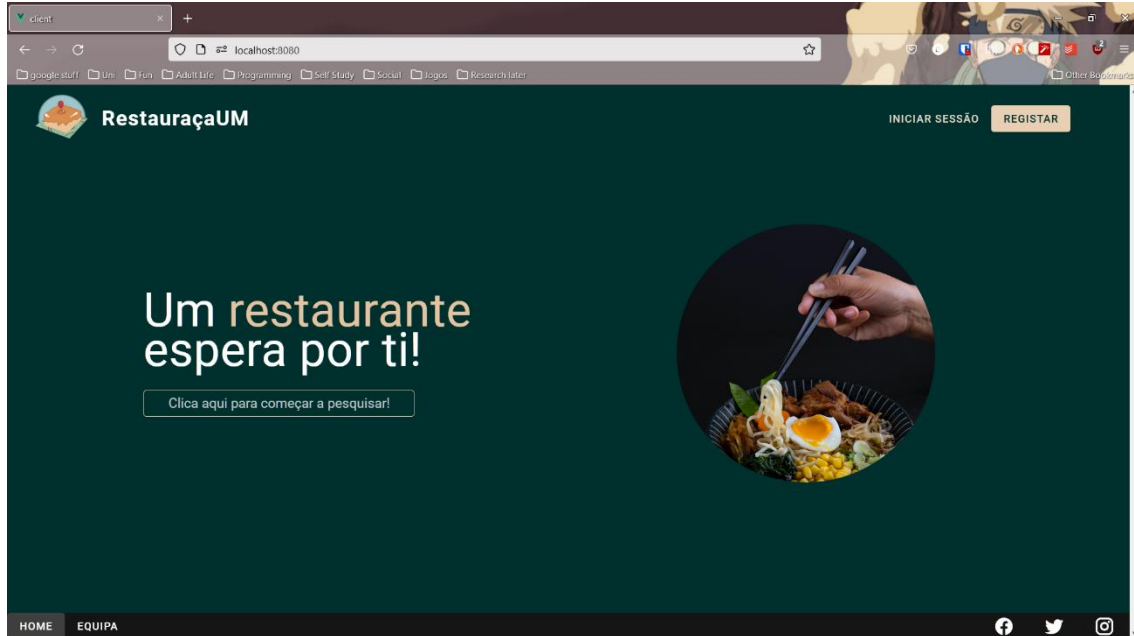 client
localhost:8080
google stuff Uni Fun Adult Life Programming Self Study Social Jogos Research later Other Bookmarks
RestauraçaUM
INICIAR SESSÃO REGISTAR
Um restaurante
espera por ti!
Clica aqui para começar a pesquisar!
HOME EQUIPA